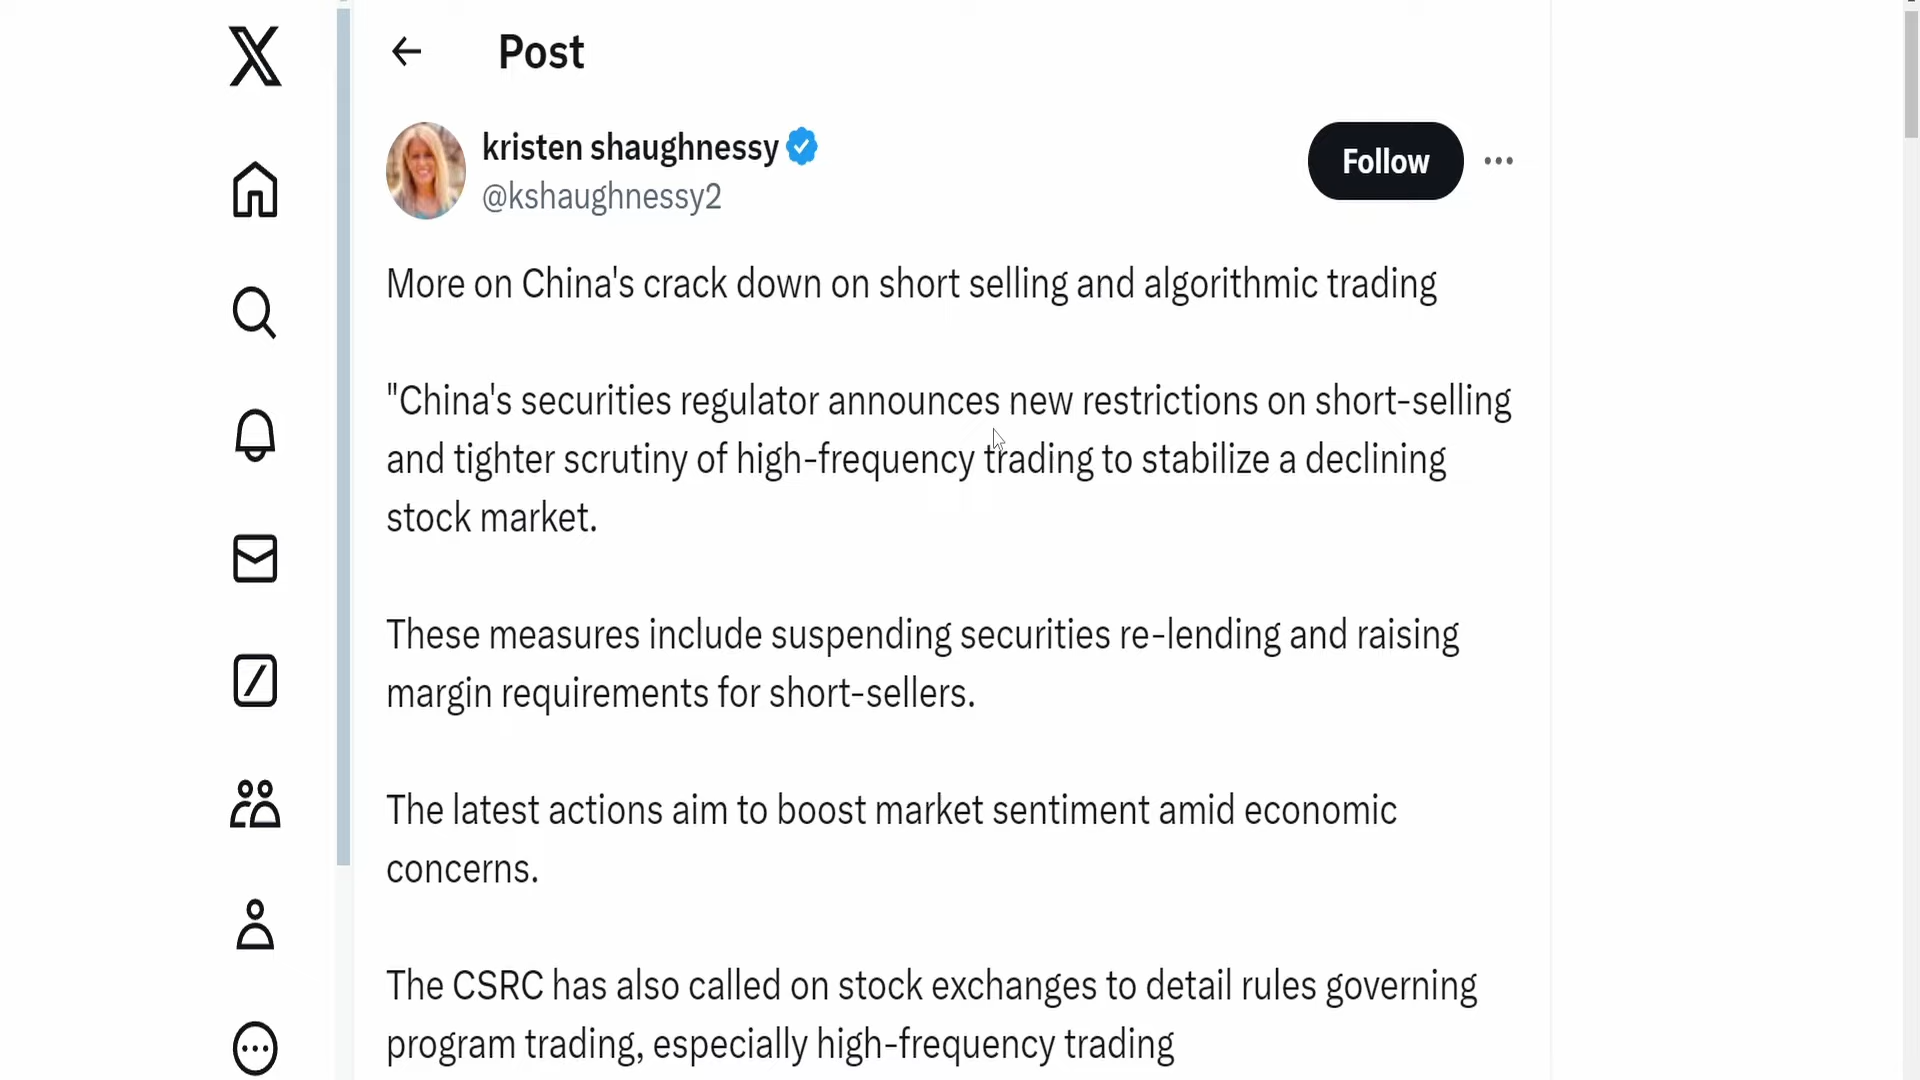 Post
kristen shaughnessy
@kshaughnessy2
Follow
More on China's crack down on short selling and algorithmic trading
"China's securities regulator announces new restrictions on short-selling
and tighter scrutiny of high-frequency trading to stabilize a declining
stock market.
These measures include suspending securities re-lending and raising
margin requirements for short-sellers.
The latest actions aim to boost market sentiment amid economic
concerns.
The CSRC has also called on stock exchanges to detail rules governing
program trading, especially high-frequency trading